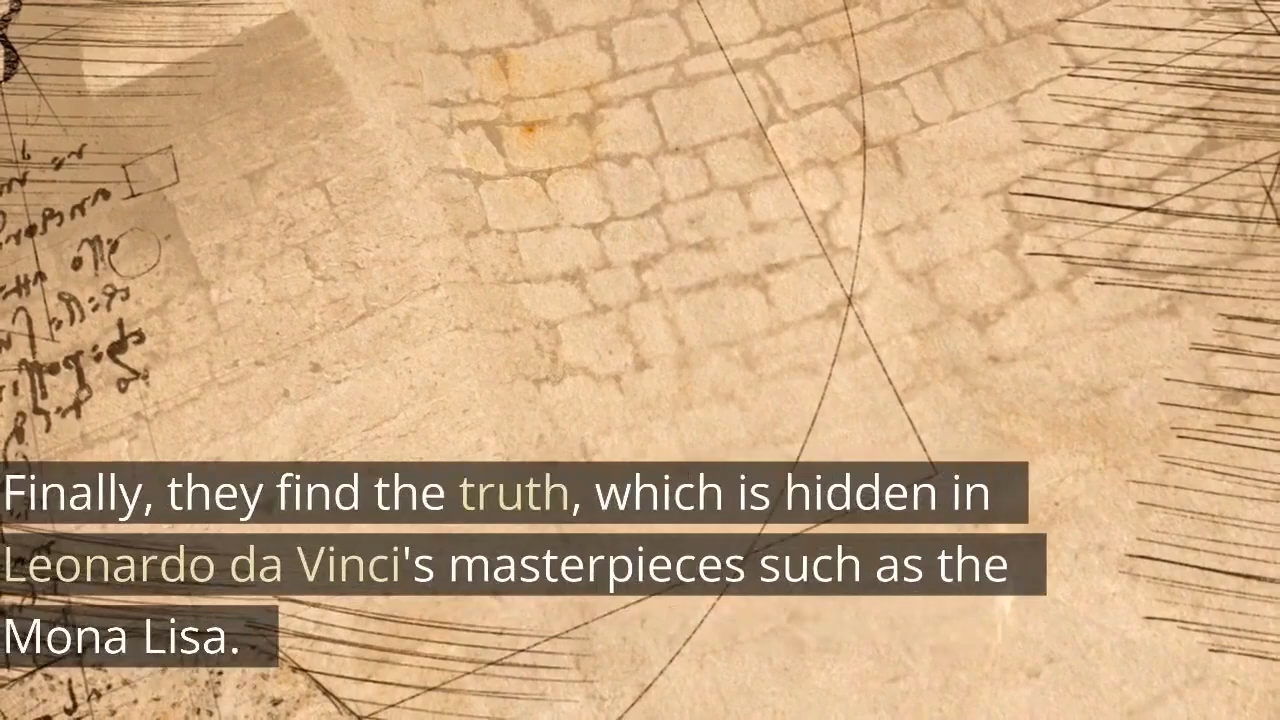 Finally, they find the truth, which is hidden in
Leonardo da Vinci's masterpieces such as the
Mona Lisa.